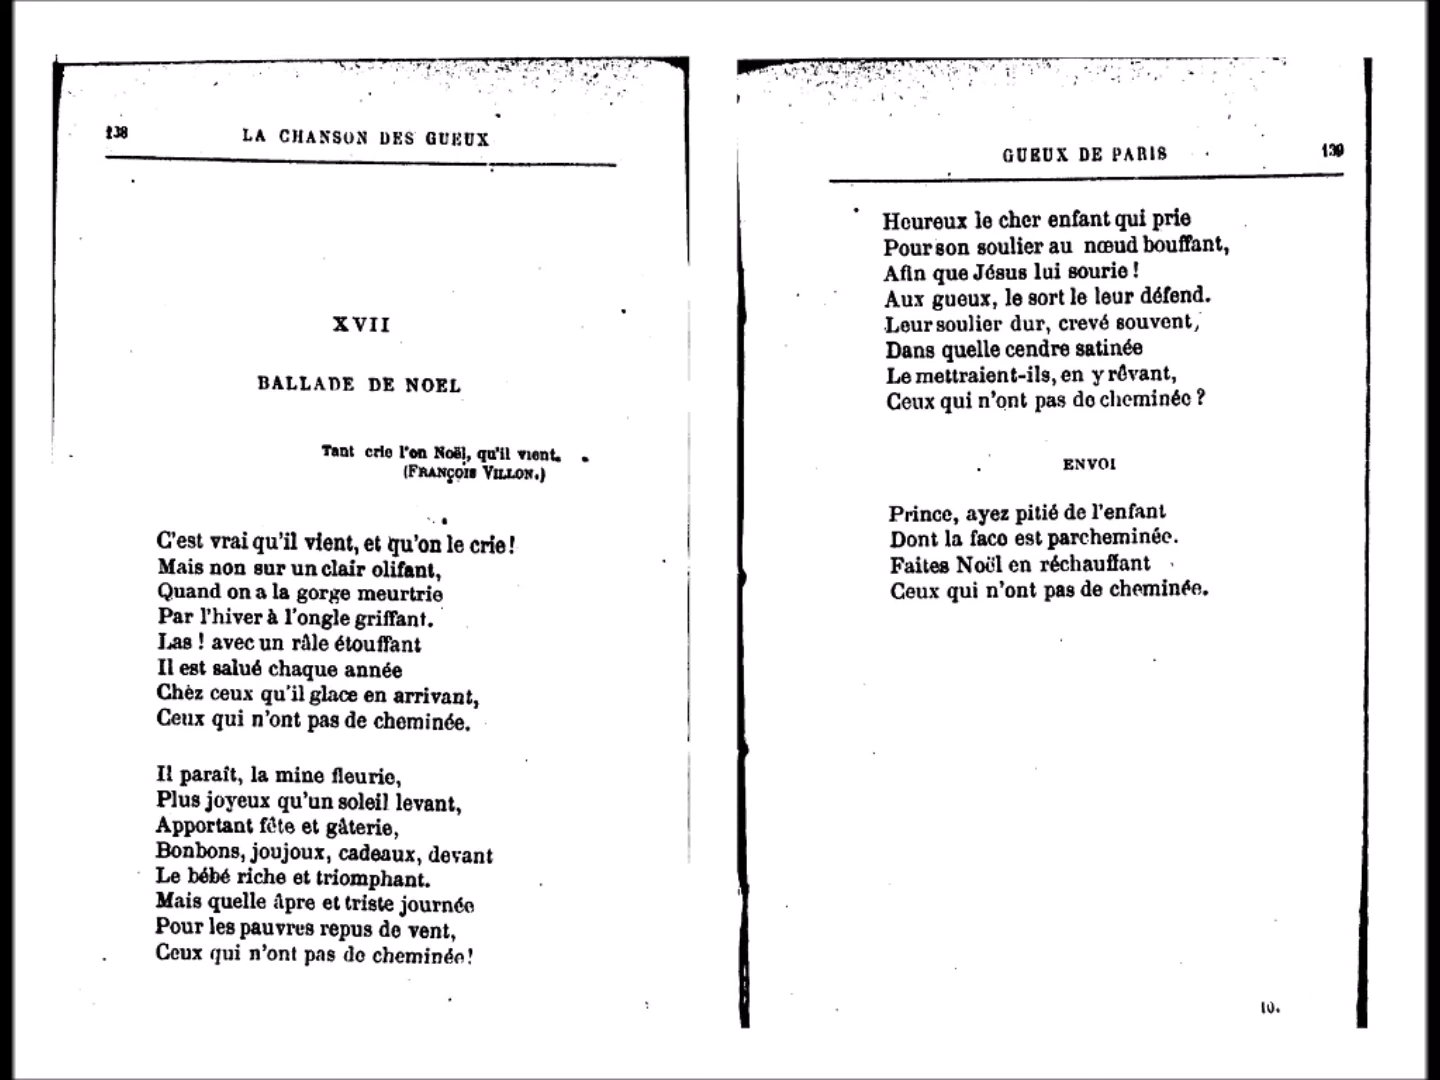 138
LA CHANSON DES GUEUX
XVII
BALLADE DE NOEL
Tant crie l'on Noël, qu'il vient.
(FRANÇOIS VILLON.)
C'est vrai qu'il vient, et qu'on le crie!
Mais non sur un clair olifant,
Quand on a la gorge meurtrie
Par l'hiver à l'ongle griffant.
Las! avec un râle étouffant
Il est salué chaque année
Chez ceux qu'il glace en arrivant,
Ceux qui n'ont pas de cheminée.
Il paraît, la mine fleurie,
Plus joyeux qu'un soleil levant,
Apportant fête et gâterie,
Bonbons, joujoux, cadeaux, devant
Le bébé riche et triomphant.
Mais quelle âpre et triste journée
Pour les pauvres repus de vent,
Ceux qui n'ont pas de cheminée!
GUEUX DE PARIS
139
Heureux le cher enfant qui prie
Pour son soulier au nœud bouffant,
Afin que Jésus lui sourie!
Aux gueux, le sort le leur défend.
Leur soulier dur, crevé souvent,
Dans quelle cendre satinée
Le mettraient-ils, en y rêvant,
Ceux qui n'ont pas de cheminée?
ENVOI
Prince, ayez pitié de l'enfant
Dont la face est parcheminée.
Faites Noël en réchauffant
Ceux qui n'ont pas de cheminée.
10.